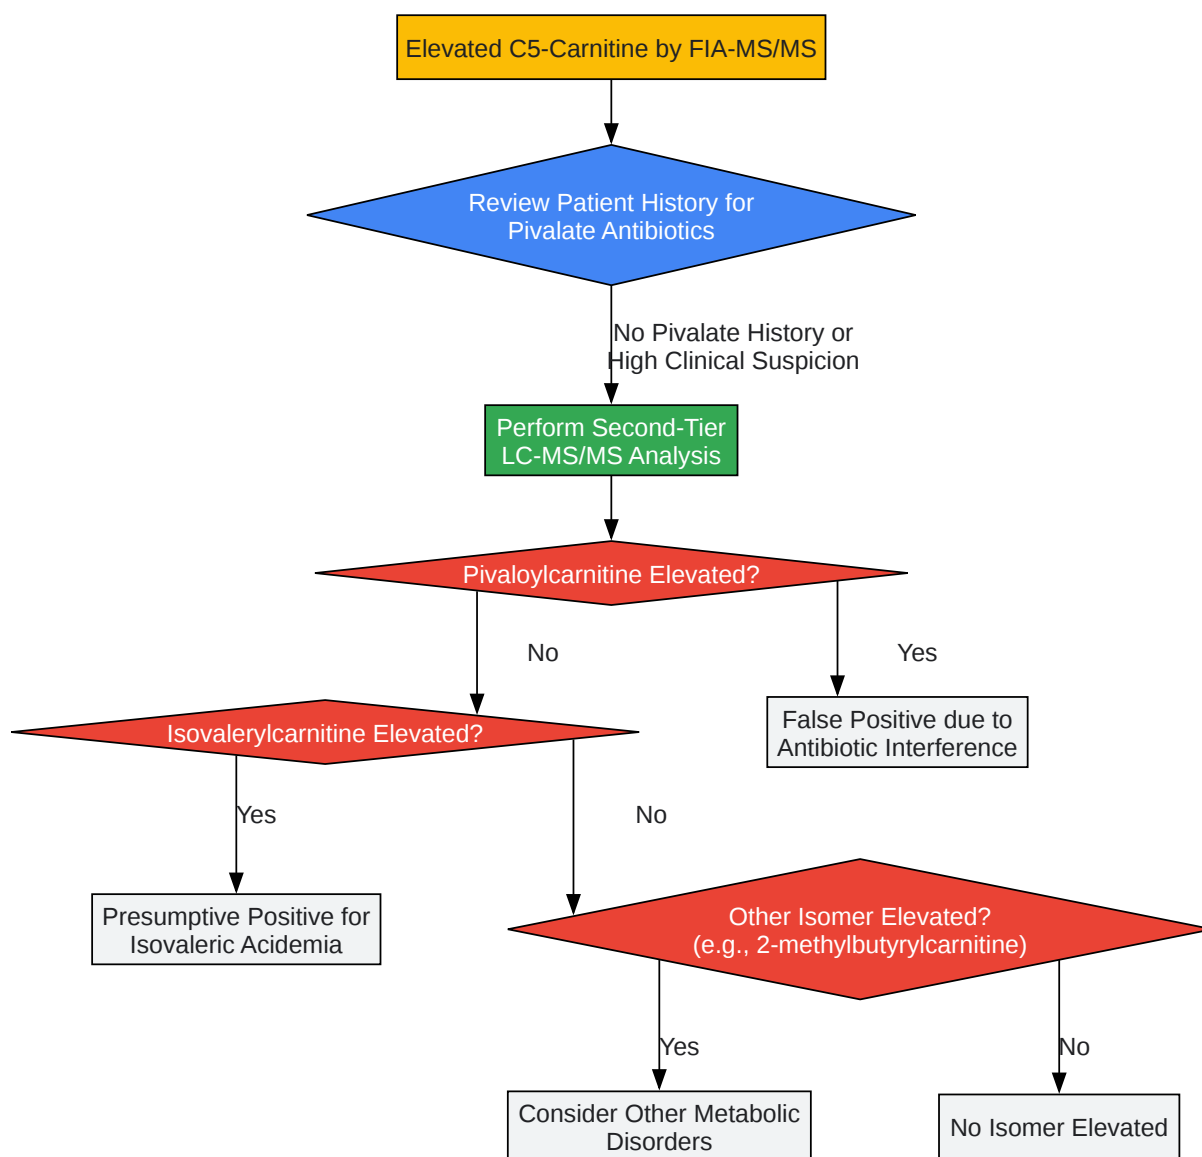 Elevated C5-Carnitine by FIA-MS/MS
Review Patient History for
Pivalate Antibiotics
No Pivalate History or
High Clinical Suspicion
Perform Second-Tier
LC-MS/MS Analysis
Pivaloylcarnitine Elevated?
No
Yes
Isovalerylcarnitine Elevated?
False Positive due to
Antibiotic Interference
Yes
No
Presumptive Positive for
Isovaleric Acidemia
Other Isomer Elevated?
(e.g., 2-methylbutyrylcarnitine)
Yes
No
Consider Other Metabolic
Disorders
No Isomer Elevated